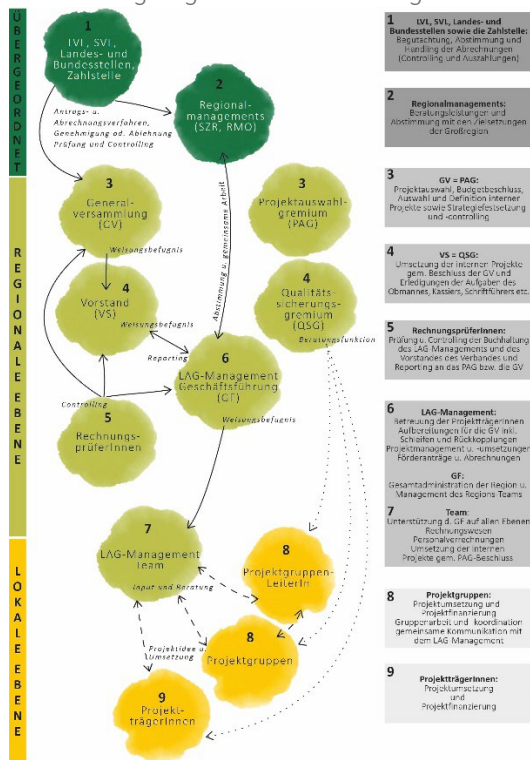 ÜBERGEORDNET
1
LVL, SVL, Landes- und
Bundesstellen,
Zahlstelle
2
Regional-
managements
(SZR, RMO)
Antrags- u.
Abrechnungsverfahren,
Genehmigung od. Ablehnung
Prüfung und Controlling
REGIONALE EBENE
3
General-
versammlung
(GV)
3
Projektauswahl-
gremium (PAG)
Weisungsbefugnis
Abstimmung u. gemeinsame Arbeit
4
Vorstand
(VS)
4
Qualitäts-
sicherungs-
gremium
(QSG)
Beratungsfunktion
Weisungsbefugnis
Reporting
6
LAG-Management
Geschäftsführung
(GF)
Controlling
5
Rechnungs-
prüferInnen
Weisungsbefugnis
LOKALE EBENE
7
LAG-Management
Team
Input und Beratung
8
Projektgruppen-
LeiterIn
8
Projektgruppen
Projektidee u.
Umsetzung
9
Projekt-
trägerInnen
1
LVL, SVL, Landes- und
Bundesstellen sowie die Zahlstelle:
Begutachtung, Abstimmung und
Handling der Abrechnungen
(Controlling und Auszahlungen)
2
Regionalmanagements:
Beratungsleistungen und
Abstimmung mit den Zielsetzungen
der Großregion
3
GV = PAG:
Projektauswahl, Budgetbeschluss,
Auswahl und Definition interner
Projekte sowie Strategiefestsetzung
und -controlling
4
VS = QSG:
Umsetzung der internen Projekte
gem. Beschluss der GV und
Erledigungen der Aufgaben des
Obmannes, Kassiers, Schriftführers etc.
5
RechnungsprüferInnen
Prüfung u. Controlling der Buchhaltung
des LAG-Managements und des
Vorstandes des Verbandes und
Reporting an das PAG bzw. die GV
6
LAG-Management:
Betreuung der ProjektträgerInnen
Aufbereitungen für die GV inkl.
Schleifen und Rückkopplungen
Projektmanagement u. -umsetzungen
Förderanträge u. Abrechnungen
GF:
Gesamtadministration der Region u.
Management des Regions-Teams
7
Team:
Unterstützung d. GF auf allen Ebenen
Rechnungswesen
Personalverrechnungen
Umsetzung der internen
Projekte gem. PAG-Beschluss
8
Projektgruppen:
Projektumsetzung und
Projektfinanzierung
Gruppenarbeit und -koordination
gemeinsame Kommunikation mit
dem LAG-Management
9
ProjektträgerInnen:
Projektumsetzung
und
Projektfinanzierung